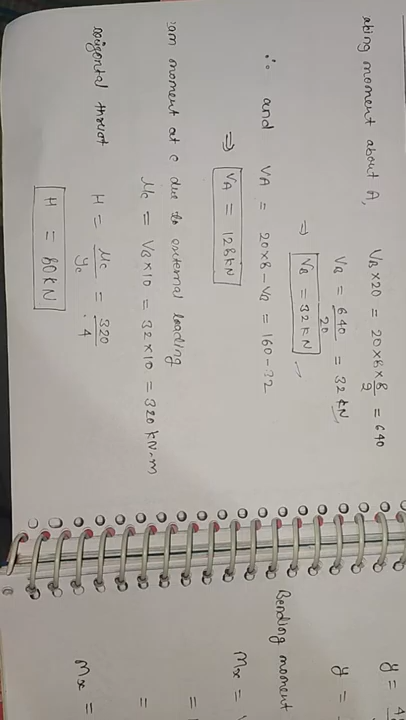 ating moment about A,
VB × 20 = 20 × 8 × 8/2 = 640
VB = 640/20 = 32 kN
⇒ VB = 32 kN
∴ and VA = 20×8 − VB = 160 − 32
⇒ VA = 128 kN
am moment at c due to external loading
Mc = VB × 10 = 32 × 10 = 320 kN-m
orizontal thrust H = Mc/yc = 320/4
H = 80 kN
y = 4
y =
Bending moment
Mx =
=
=
Mx =